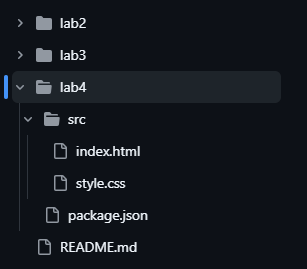 lab2
lab3
lab4
src
index.html
style.css
package.json
README.md